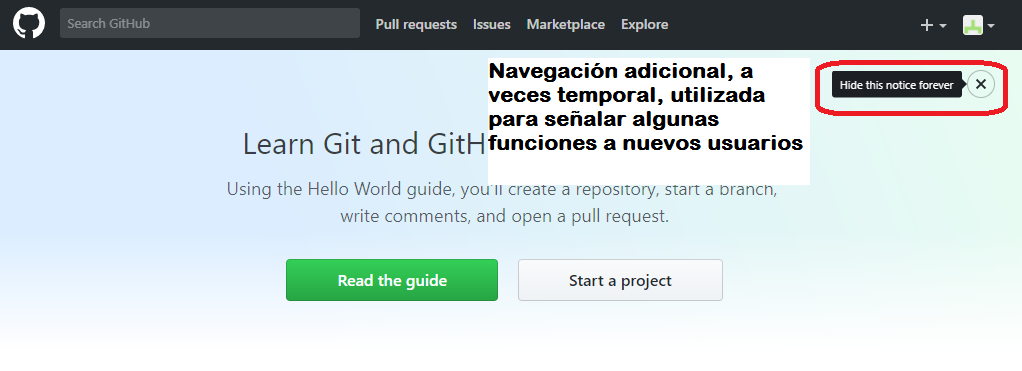 Search GitHub Pull requests Issues Marketplace Explore
Navegación adicional, a
veces temporal, utilizada
para señalar algunas
funciones a nuevos usuarios
Hide this notice forever
Learn Git and GitH
Using the Hello World guide, you'll create a repository, start a branch,
write comments, and open a pull request.
Read the guide Start a project